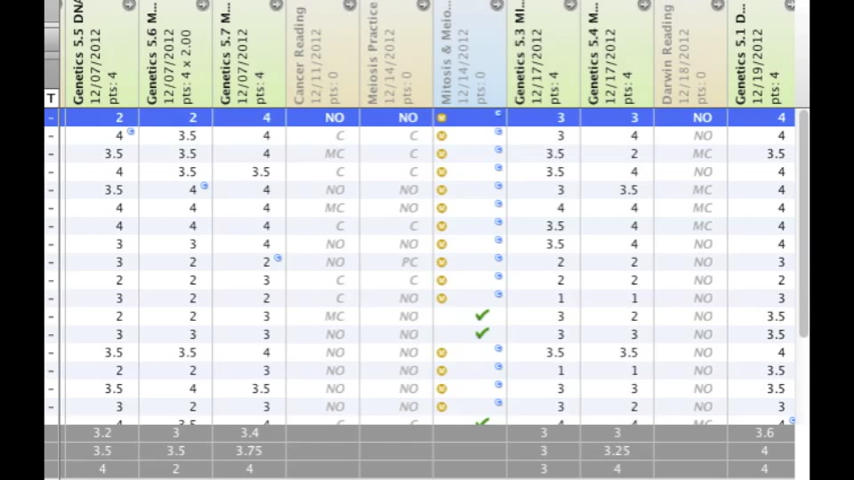 Genetics 5.5 DNA 12/07/2012 pts: 4
Genetics 5.6 M... 12/07/2012 pts: 4 x 2.00
Genetics 5.7 M... 12/07/2012 pts: 4
Cancer Reading 12/11/2012 pts: 0
Meiosis Practice 12/14/2012 pts: 0
Mitosis & Meio... 12/14/2012 pts: 0
Genetics 5.3 MI... 12/17/2012 pts: 4
Genetics 5.4 M... 12/17/2012 pts: 4
Darwin Reading 12/18/2012 pts: 0
Genetics 5.1 D... 12/19/2012 pts: 4
T
- 2 2 4 NO NO 3 3 NO 4
- 4 3.5 4 C C 3 4 NO 4
- 3.5 3.5 4 MC C 3.5 2 MC 3.5
- 4 3.5 3.5 C C 3.5 4 NO 4
- 3.5 4 4 NO NO 3 3.5 MC 4
- 4 4 4 MC NO 4 4 MC 4
- 4 4 4 C C 3.5 4 MC 4
- 3 3 4 NO NO 3.5 4 NO 4
- 3 2 2 NO PC 2 2 NO 3
- 2 2 3 C C 2 2 NO 2
- 3 2 2 C NO 1 1 NO 3
- 2 2 3 MC NO 3 2 NO 3.5
- 3 3 3 NO NO 3 3 NO 3.5
- 3.5 3.5 4 NO NO 3.5 3.5 NO 4
- 2 2 3 NO NO 1 1 NO 3.5
- 3.5 4 3.5 NO NO 3 3 NO 3.5
- 3 2 3 NO NO 3 2 NO 3
3.2 3 3.4 3 3 3.6
3.5 3.5 3.75 3 3.25 4
4 2 4 3 4 4